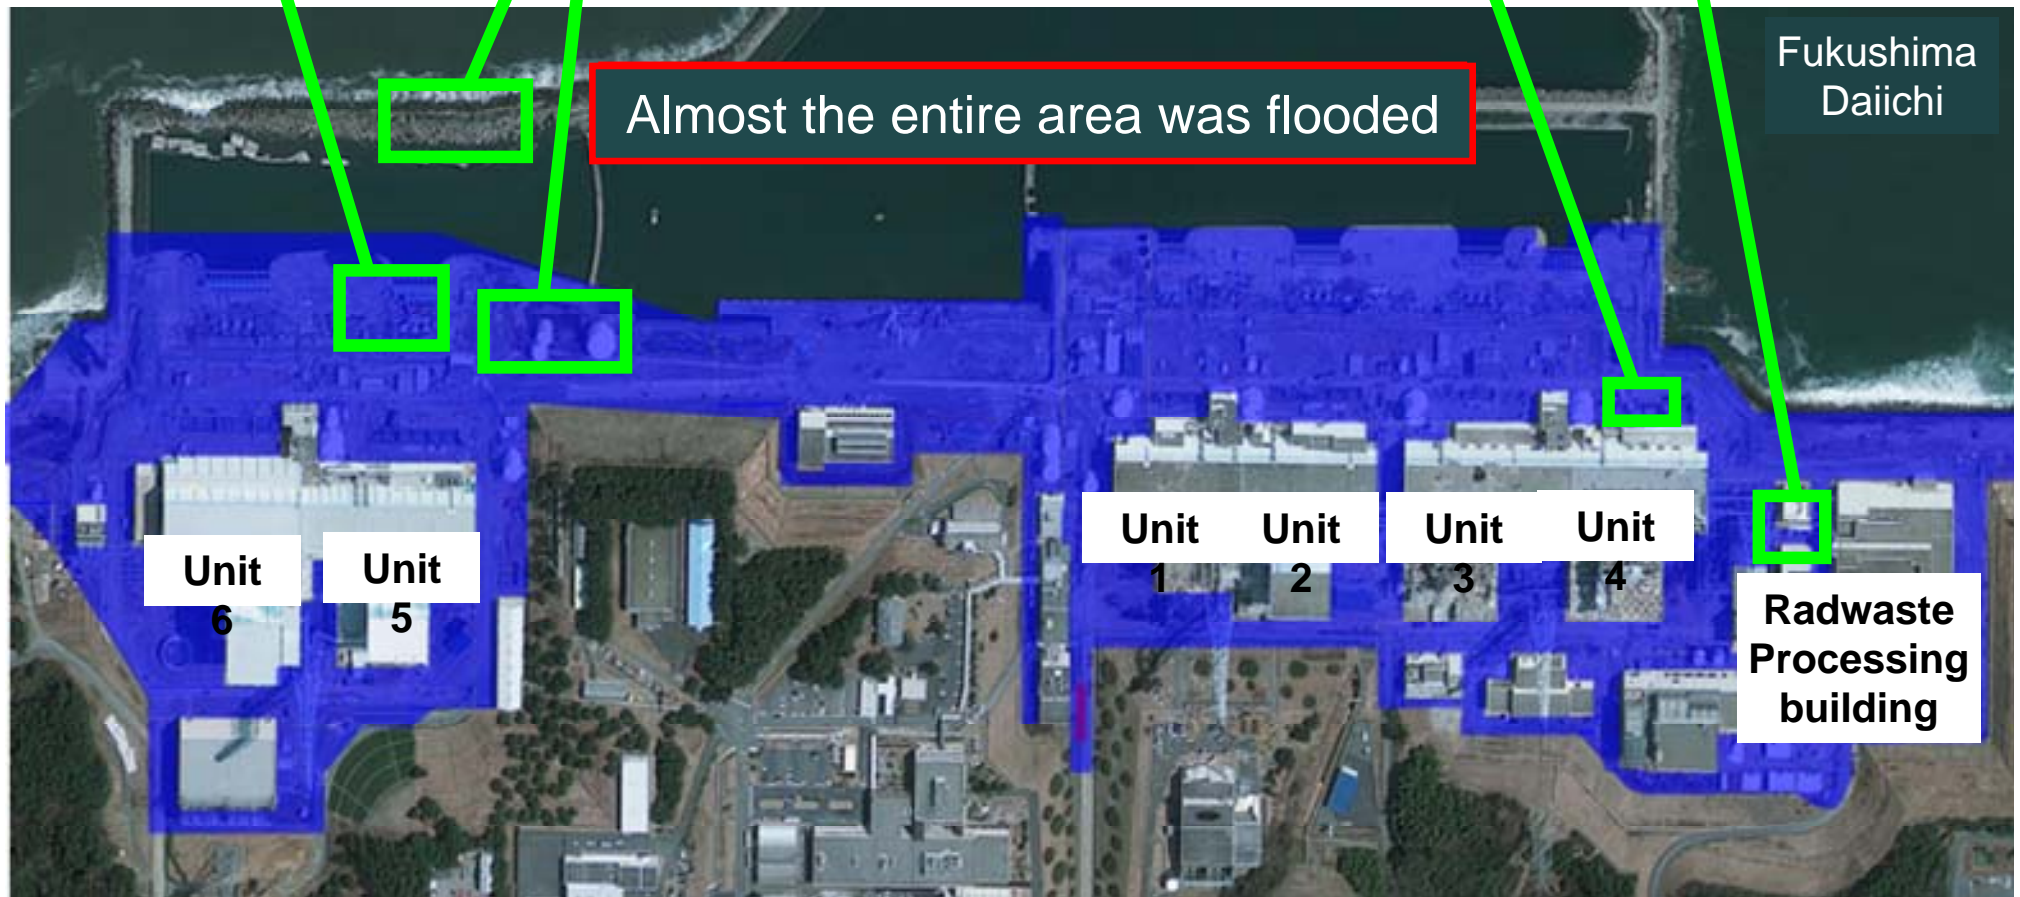 Fukushima
Daiichi
Almost the entire area was flooded
Unit
1
Unit
2
Unit
3
Unit
4
Unit
6
Unit
5
Radwaste
Processing
building